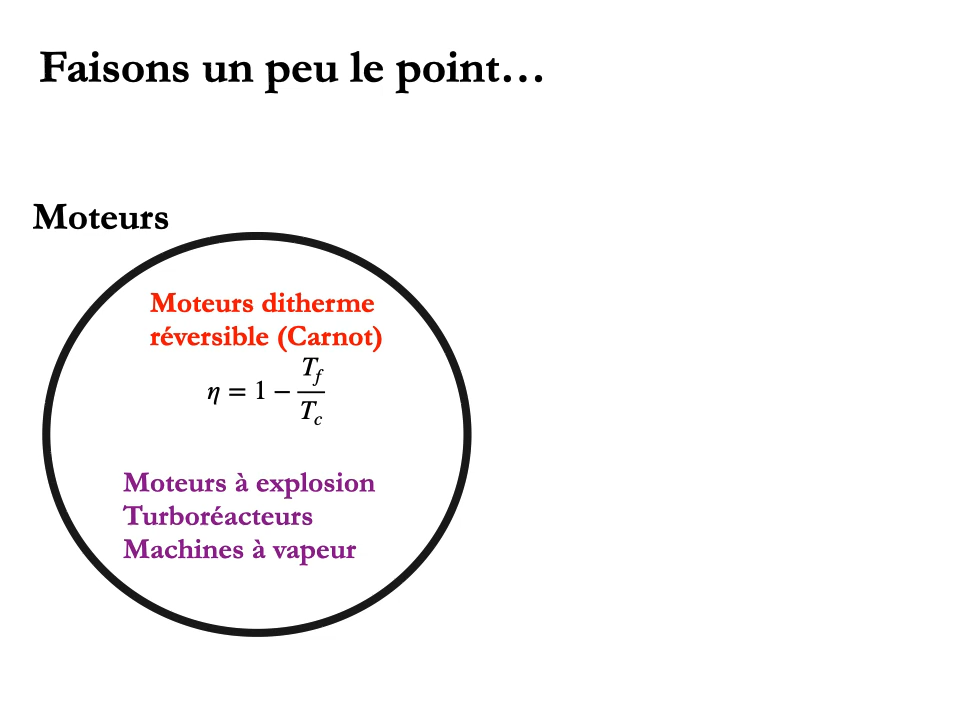 Faisons un peu le point…
Moteurs
Moteurs ditherme
réversible (Carnot)
η = 1 − T_f / T_c
Moteurs à explosion
Turboréacteurs
Machines à vapeur